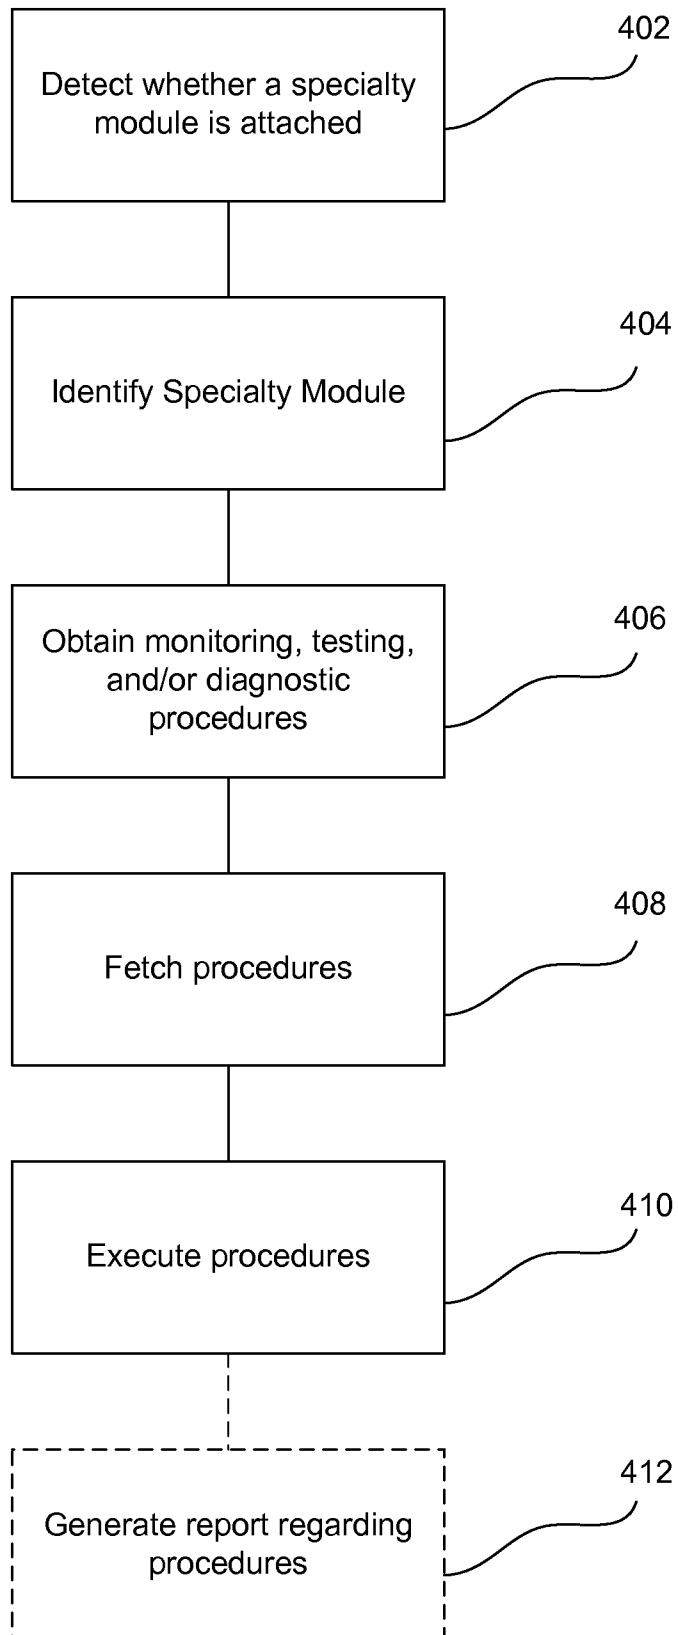 402
Detect whether a specialty
module is attached
404
Identify Specialty Module
406
Obtain monitoring, testing,
and/or diagnostic
procedures
408
Fetch procedures
410
Execute procedures
412
Generate report regarding
procedures